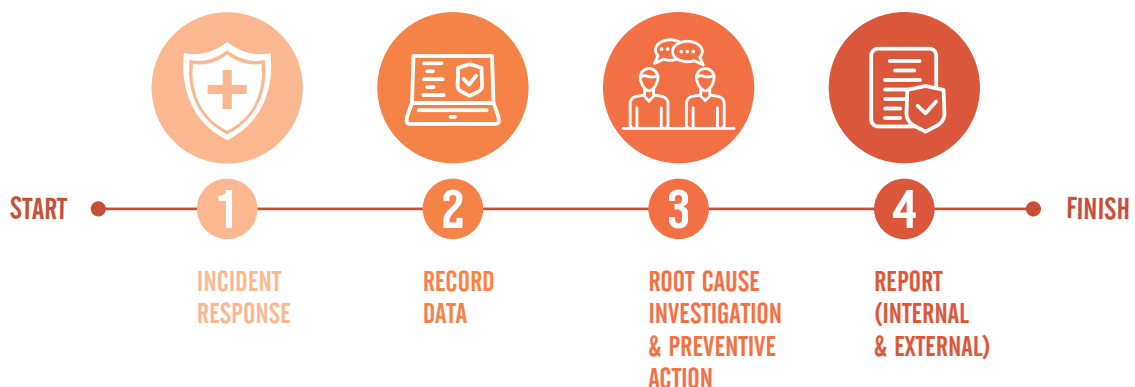 START
1
2
3
4
FINISH
INCIDENT
RESPONSE
RECORD
DATA
ROOT CAUSE
INVESTIGATION
& PREVENTIVE
ACTION
REPORT
(INTERNAL
& EXTERNAL)